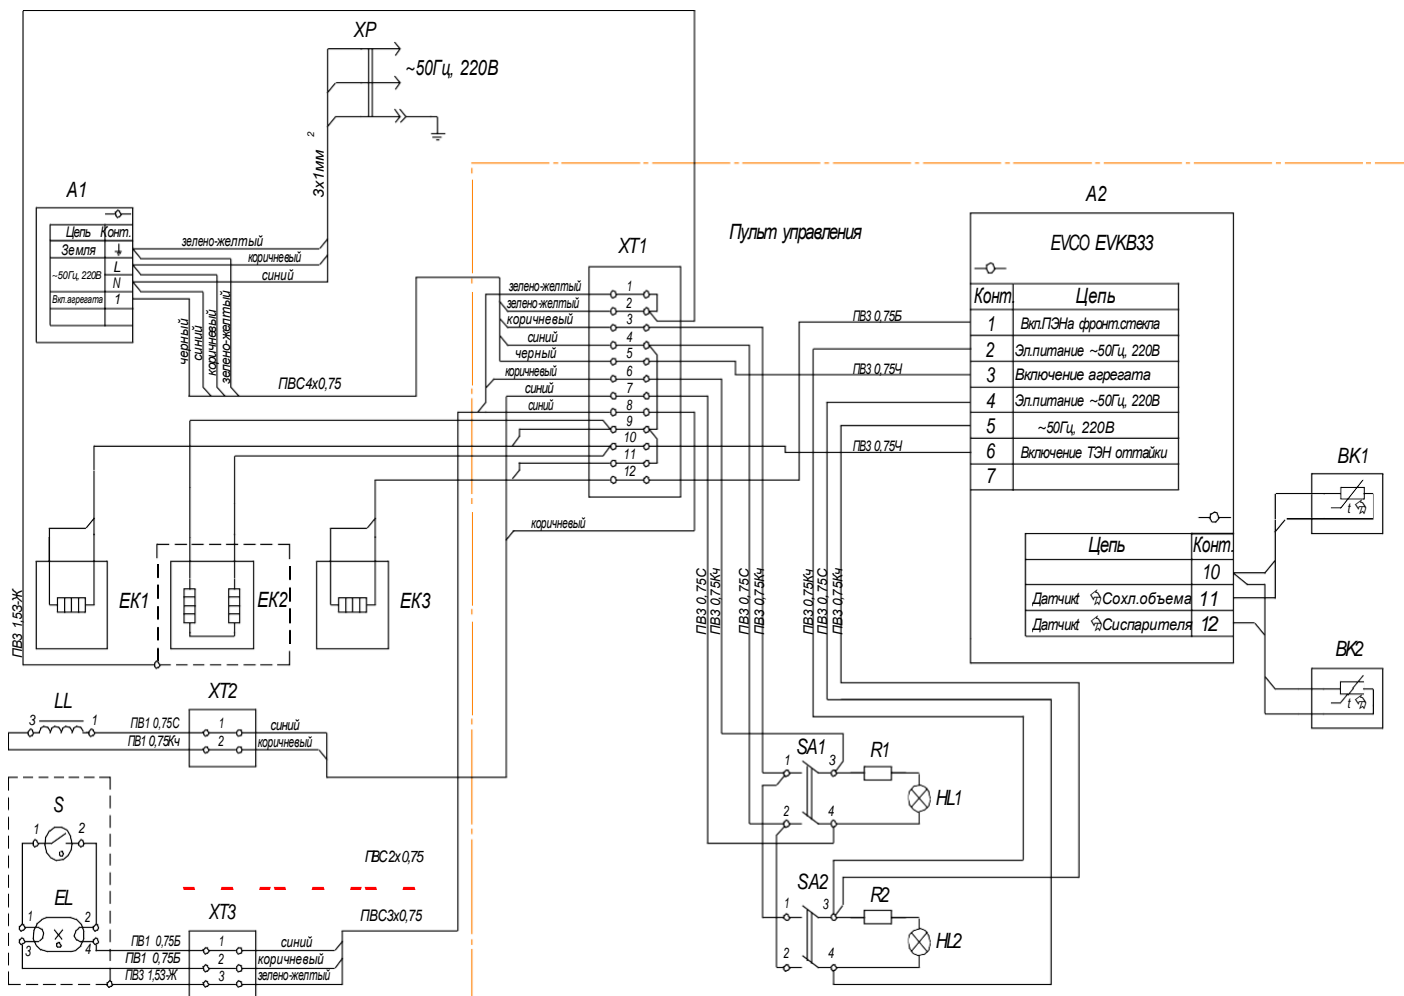 XP
~50Гц, 220В
3x1мм 2
A1
Цепь Конт.
Земля
~50Гц, 220В L
N
Вкл.агрегата 1
зелено-желтый
коричневый
синий
черный
синий
коричневый
зелено-желтый
ПВС4x0,75
XT1
зелено-желтый 1
зелено-желтый 2
коричневый 3
синий 4
черный 5
коричневый 6
синий 7
синий 8
9
10
11
12
коричневый
Пульт управления
A2
EVCO EVKB33
Конт. Цепь
1 Вкл.ПЭНа фронт.стекла
2 Эл.питание ~50Гц, 220В
3 Включение агрегата
4 Эл.питание ~50Гц, 220В
5 ~50Гц, 220В
6 Включение ТЭН оттайки
7
ПВ3 0,75Б
ПВ3 0,75Ч
ПВ3 0,75Ч
Цепь Конт.
10
Датчик t °С охл.объема 11
Датчик t °С испарителя 12
BK1
t
BK2
t
ПВ3 1,5З-Ж
EK1
EK2
EK3
ПВ3 0,75С
ПВ3 0,75Кч
ПВ3 0,75С
ПВ3 0,75Кч
ПВ3 0,75Кч
ПВ3 0,75С
ПВ3 0,75Кч
LL
3 1
ПВ1 0,75С
ПВ1 0,75Кч
XT2
1 синий
2 коричневый
SA1
1 3
2 4
R1
HL1
S
1 2
EL
1 2
3 4
ПВС2x0,75
ПВС3x0,75
XT3
ПВ1 0,75Б 1 синий
ПВ1 0,75Б 2 коричневый
ПВ3 1,5З-Ж 3 зелено-желтый
SA2
1 3
2 4
R2
HL2